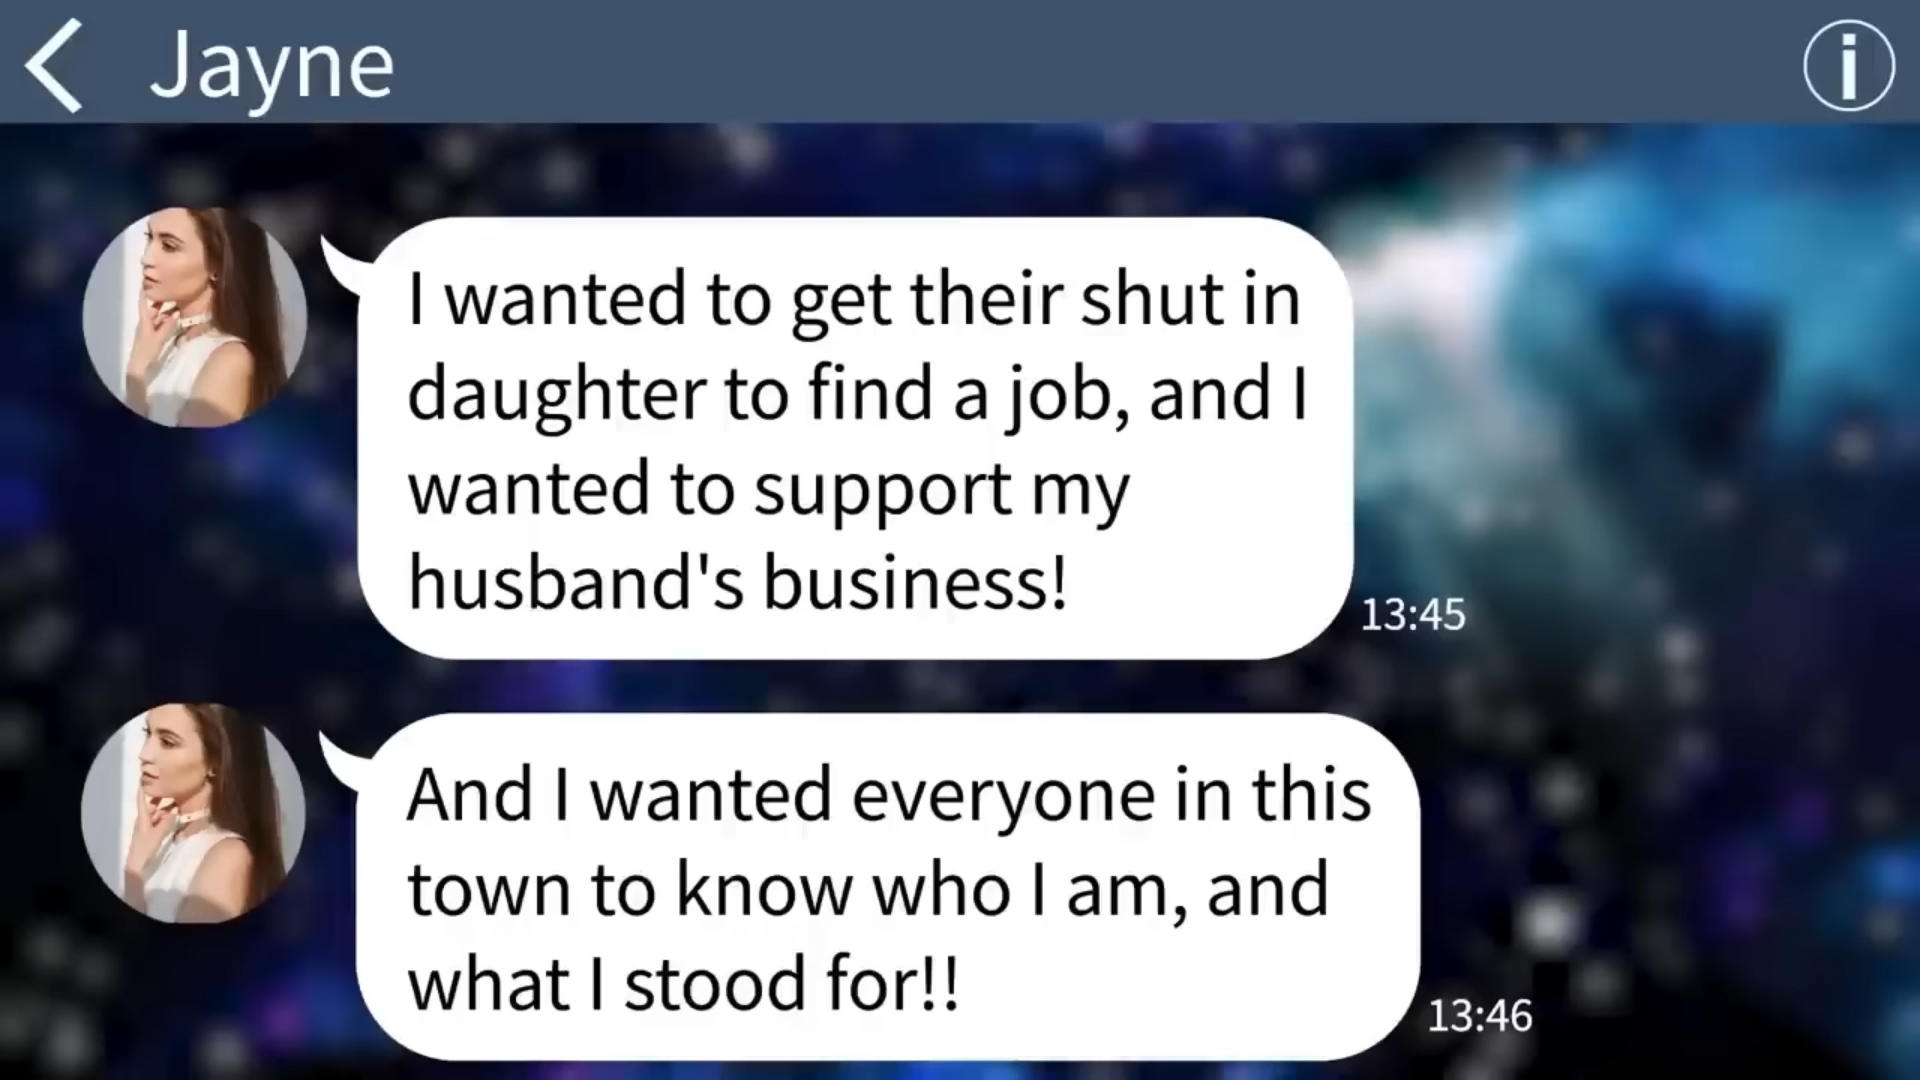 Jayne
I wanted to get their shut in
daughter to find a job, and I
wanted to support my
husband's business!
13:45
And I wanted everyone in this
town to know who I am, and
what I stood for!!
13:46